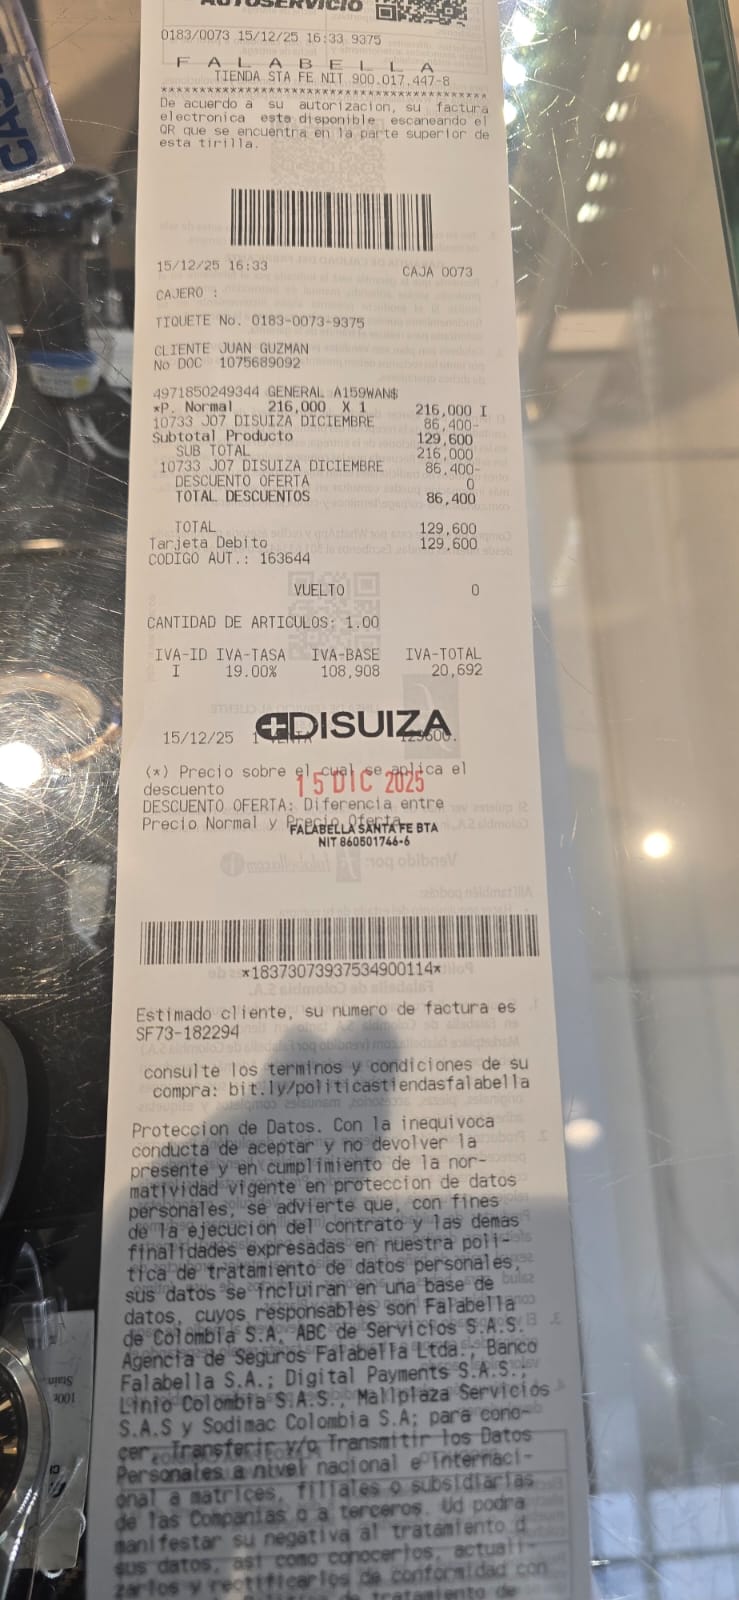 AUTOSERVICIO
0183/0073 15/12/25 16:33 9375
F A L A B E L L A
TIENDA STA FE NIT 900.017.447-8
De acuerdo a su autorizacion, su factura
electronica esta disponible escaneando el
QR que se encuentra en la parte superior de
esta tirilla.
15/12/25 16:33 CAJA 0073
CAJERO :
TIQUETE No. 0183-0073-9375
CLIENTE JUAN GUZMAN
No DOC 1075689092
4971850249344 GENERAL A159WAN$
*P. Normal 216,000 X 1 216,000 I
10733 J07 DISUIZA DICIEMBRE 86,400-
Subtotal Producto 129,600
SUB TOTAL 216,000
10733 J07 DISUIZA DICIEMBRE 86,400-
DESCUENTO OFERTA 0
TOTAL DESCUENTOS 86,400
TOTAL 129,600
Tarjeta Debito 129,600
CODIGO AUT.: 163644
VUELTO 0
CANTIDAD DE ARTICULOS: 1.00
IVA-ID IVA-TASA IVA-BASE IVA-TOTAL
I 19.00% 108,908 20,692
DISUIZA
15/12/25 1 VENTA 129600.
(*) Precio sobre el cual se aplica el
descuento
15 DIC 2025
DESCUENTO OFERTA: Diferencia entre
Precio Normal y Precio Oferta.
FALABELLA SANTA FE BTA
NIT 860501746-6
*18373073937534900114*
Estimado cliente, su numero de factura es
SF73-182294
consulte los terminos y condiciones de su
compra: bit.ly/politicastiendasfalabella
Proteccion de Datos. Con la inequivoca
conducta de aceptar y no devolver la
presente y en cumplimiento de la nor-
matividad vigente en proteccion de datos
personales, se advierte que, con fines
de la ejecucion del contrato y las demas
finalidades expresadas en nuestra poli-
tica de tratamiento de datos personales,
sus datos se incluiran en una base de
datos, cuyos responsables son Falabella
de Colombia S.A. ABC de Servicios S.A.S.
Agencia de Seguros Falabella Ltda.; Banco
Falabella S.A.; Digital Payments S.A.S.,
Linio Colombia S.A.S., Mallplaza Servicios
S.A.S y Sodimac Colombia S.A; para cono-
cer, Transferir y/o Transmitir los Datos
Personales a nivel nacional e Internaci-
onal a matrices, filiales o subsidiarias
de las Companias o a terceros. Ud podra
manifestar su negativa al tratamiento d
sus datos, asi como conocerlos, actuali-
zarlos y rectificarlos de conformidad con
tratamiento de